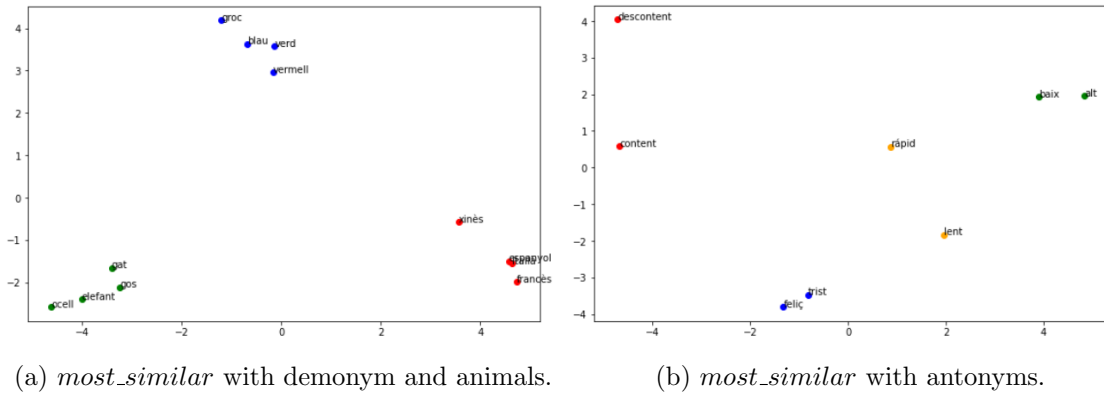 4
3
2
1
0
−1
−2
−4
−2
0
2
4
groc
blau
verd
vermell
xinès
espanyol
francès
gat
gos
elefant
ocell
(a) most_similar with demonym and animals.
4
3
2
1
0
−1
−2
−3
−4
−4
−2
0
2
4
descontent
baix
alt
content
rápid
lent
trist
feliç
(b) most_similar with antonyms.